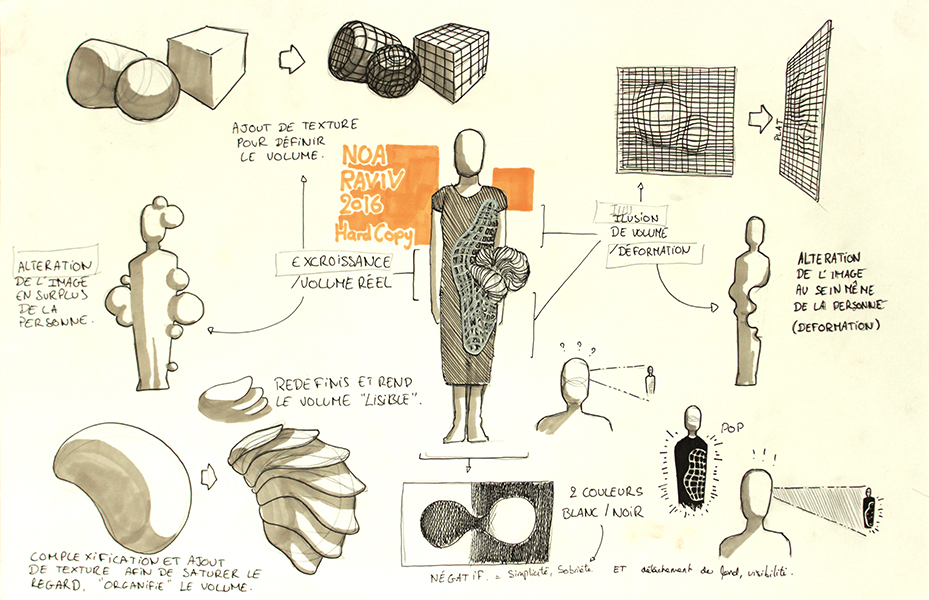 AJOUT DE TEXTURE
POUR DÉFINIR
LE VOLUME.
NOA
RAVIV
2016
Hard Copy
PLAT
ILUSION
DE VOLUME
/DÉFORMATION
EXCROISSANCE
/VOLUME RÉEL
ALTERATION
DE L'IMAGE
EN SURPLUS
DE LA
PERSONNE.
ALTERATION
DE L'IMAGE
AU SEIN MÊME
DE LA PERSONNE
(DEFORMATION)
REDEFINIS ET REND
LE VOLUME "LISIBLE".
? ? ?
POP
! ! !
2 COULEURS
BLANC/NOIR
COMPLEXIFICATION ET AJOUT
DE TEXTURE AFIN DE SATURER LE
REGARD. "ORGANIFIE" LE VOLUME.
NÉGATIF. = Simplicité, Sobriété ET détachement du fond, visibilité.